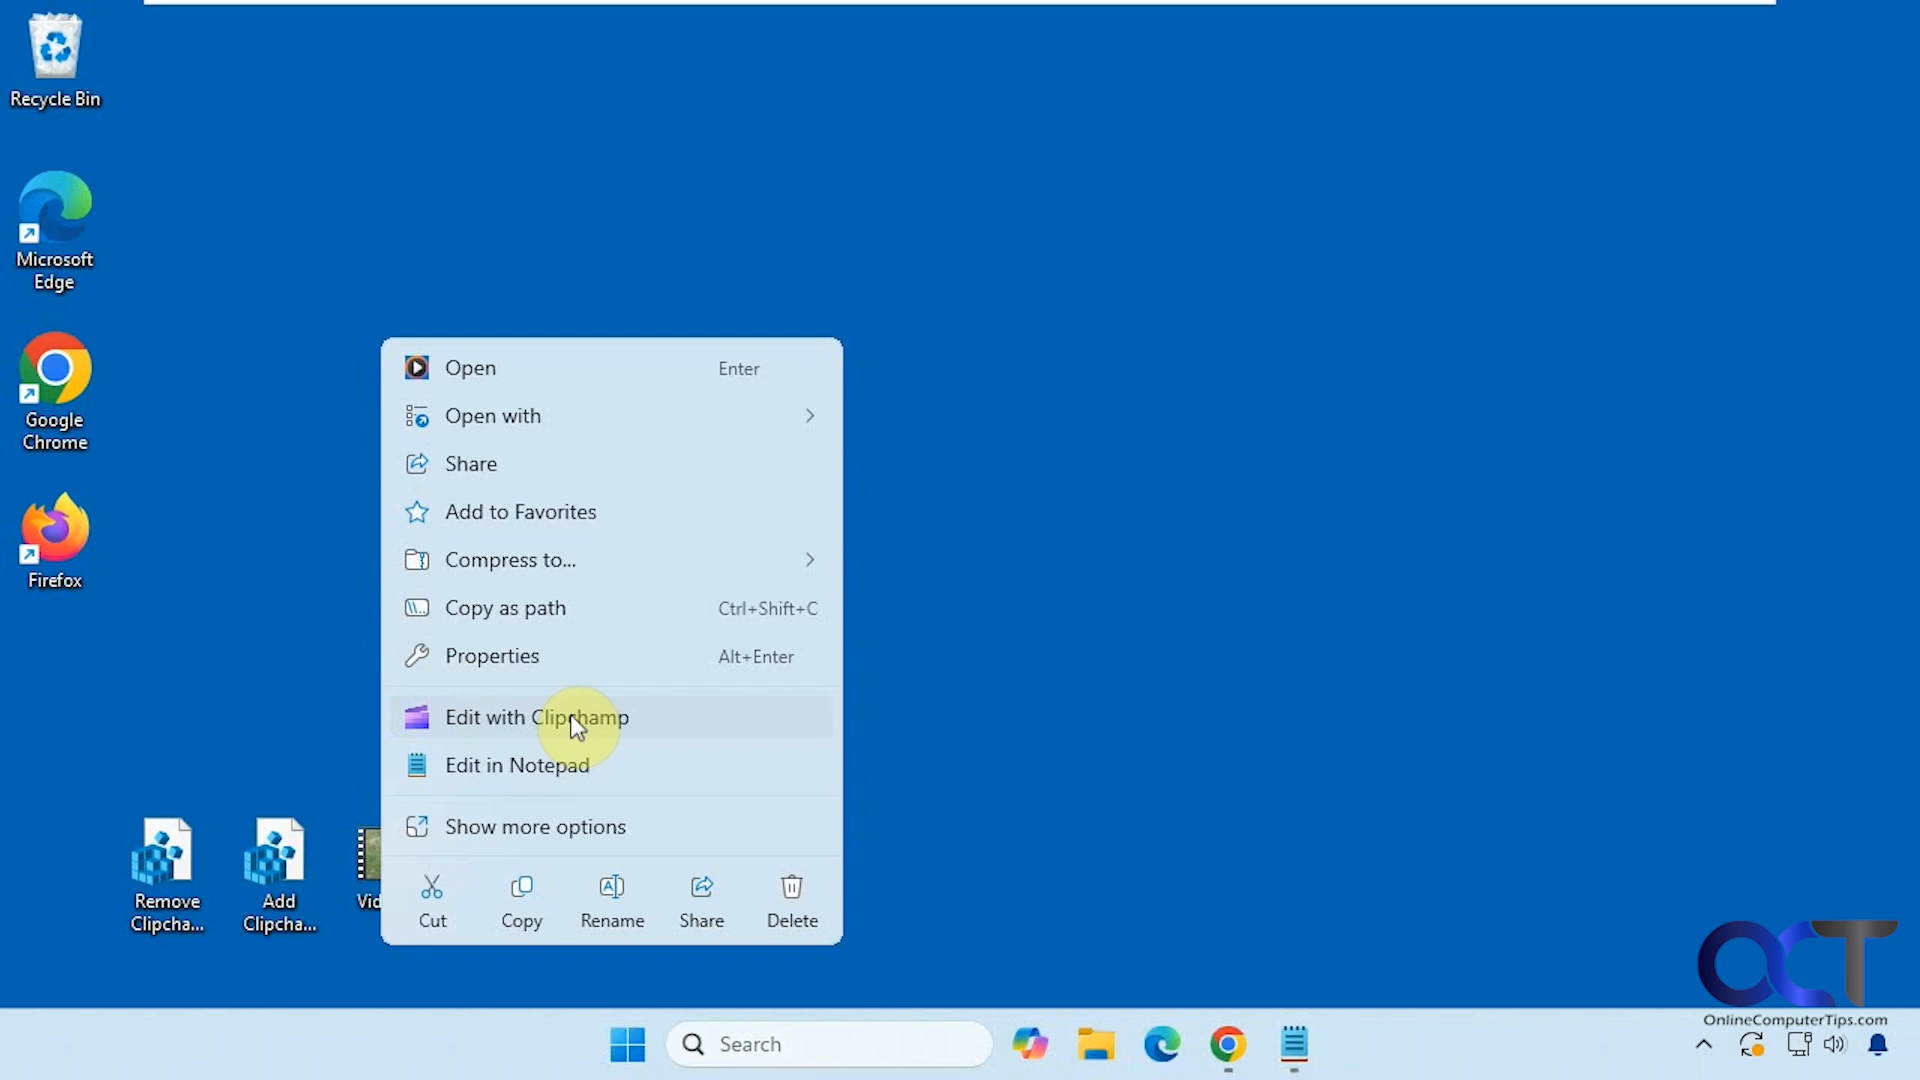 Recycle Bin
Microsoft
Edge
Google
Chrome
Firefox
Open Enter
Open with
Share
Add to Favorites
Compress to...
Copy as path Ctrl+Shift+C
Properties Alt+Enter
Edit with Clipchamp
Edit in Notepad
Show more options
Cut Copy Rename Share Delete
Remove
Clipcha...
Add
Clipcha...
Vid
OCT
OnlineComputerTips.com
Search